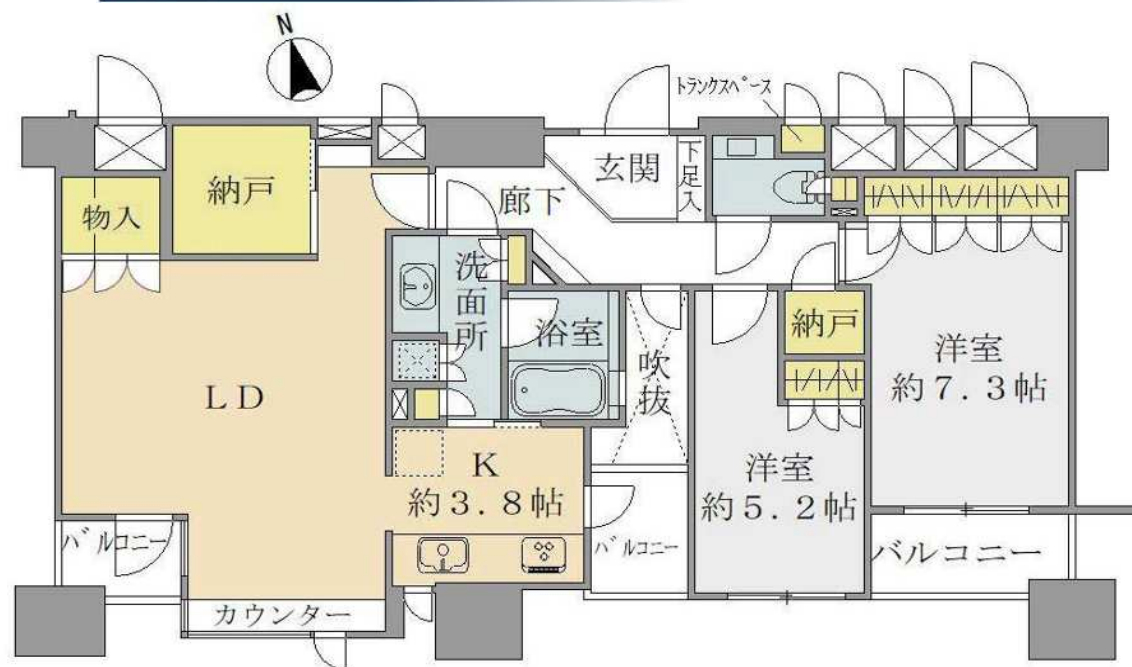 N
トランクスペース
納戸
玄関
下足入
廊下
物入
洗面所
浴室
納戸
吹抜
洋室
約7.3帖
LD
K
約3.8帖
洋室
約5.2帖
バルコニー
バルコニー
バルコニー
カウンター